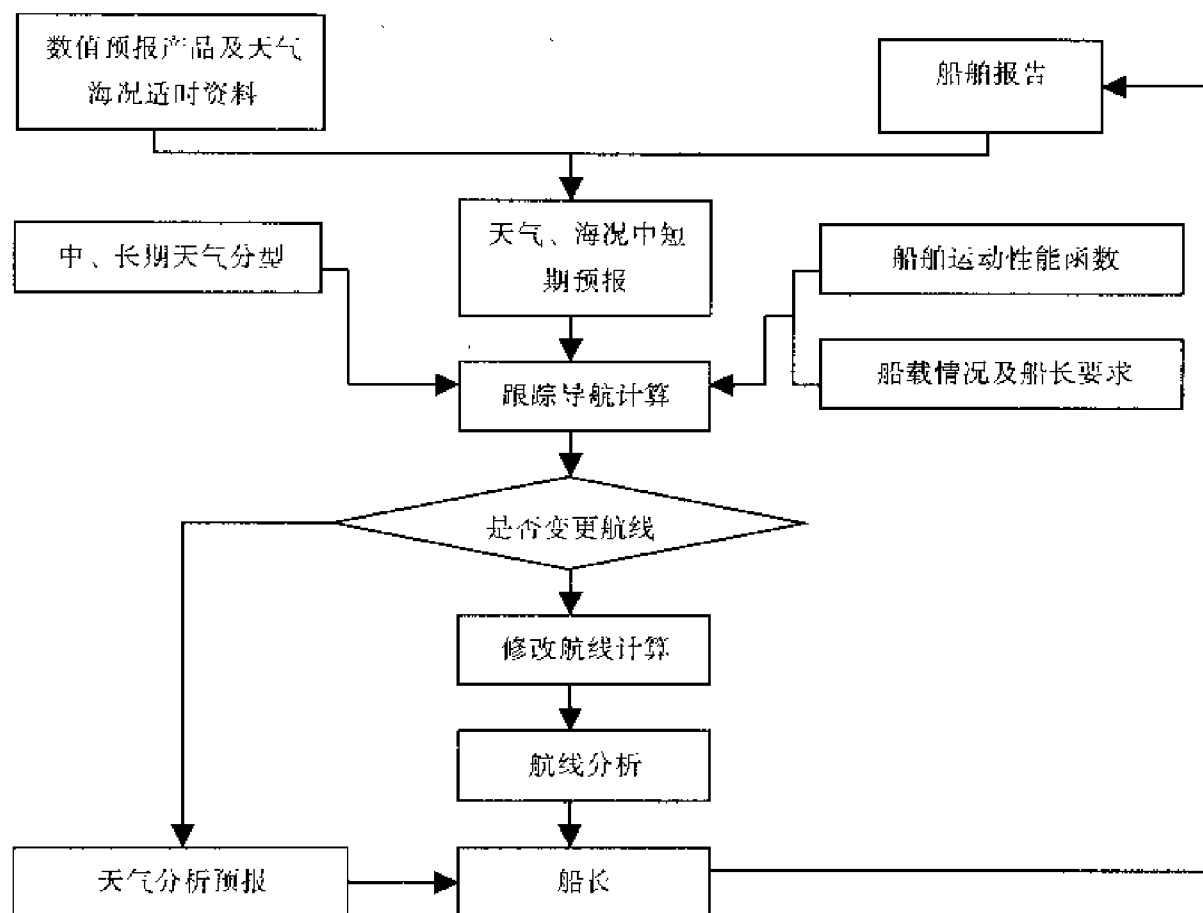 数值预报产品及天气
海况适时资料
船舶报告
天气、海况中短
期预报
中、长期天气分型
船舶运动性能函数
船载情况及船长要求
跟踪导航计算
是否变更航线
修改航线计算
航线分析
天气分析预报
船长